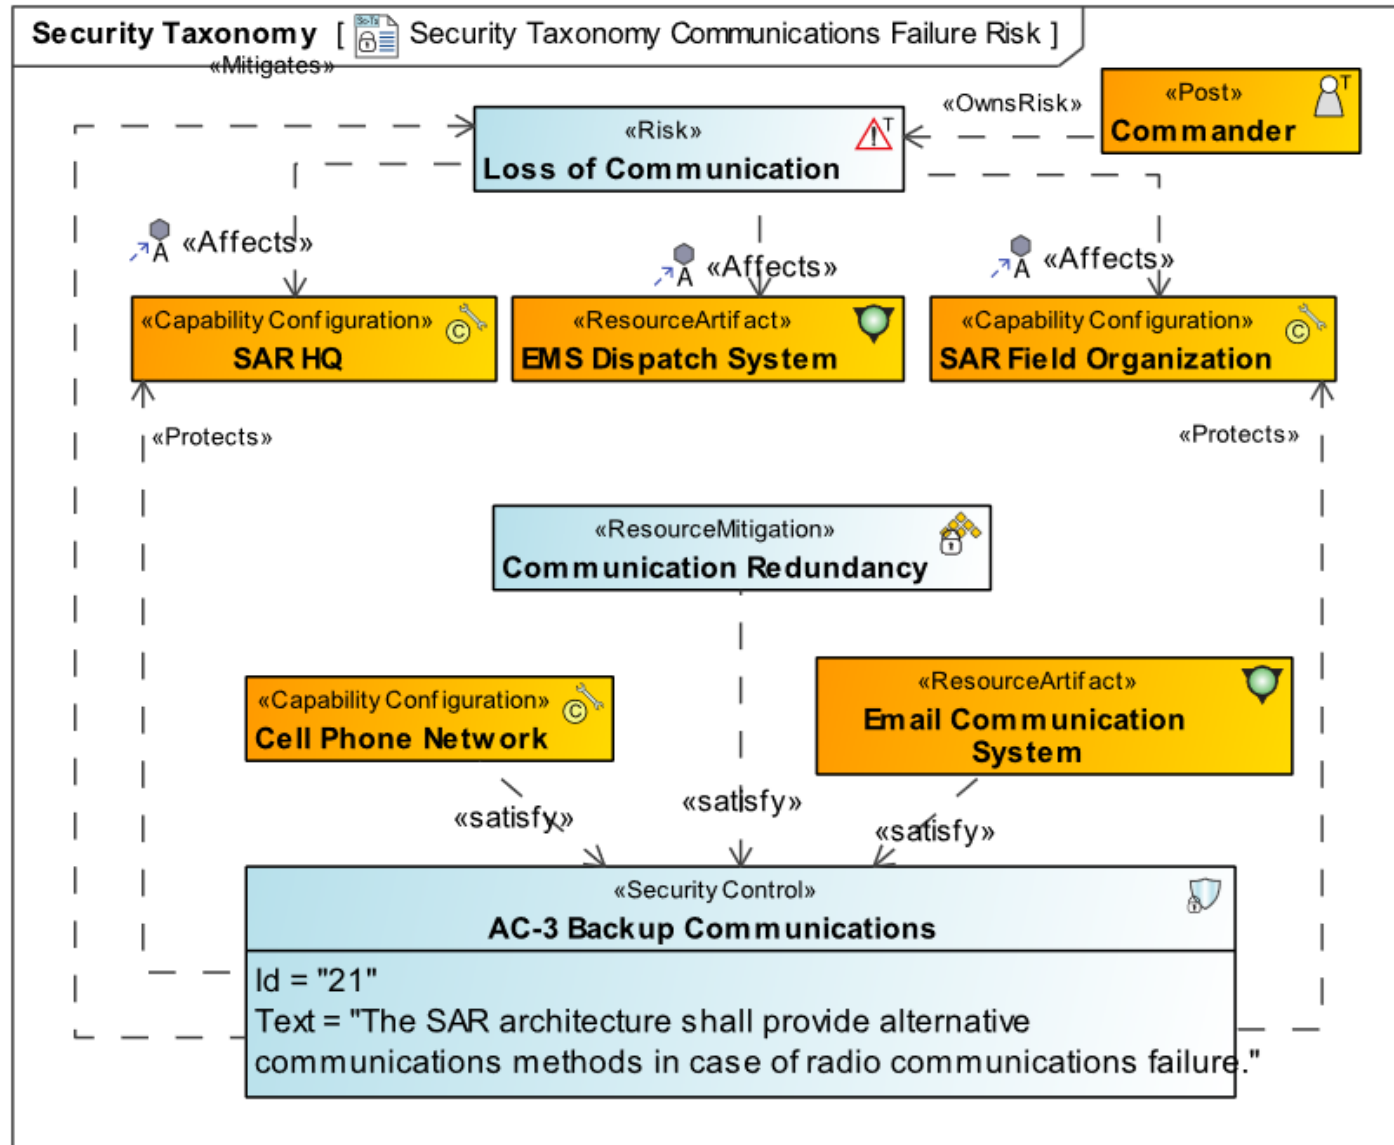 Security Taxonomy [ Security Taxonomy Communications Failure Risk ]
«Mitigates»
«Risk»
Loss of Communication
«OwnsRisk»
«Post»
Commander
«Affects»
«Affects»
«Affects»
«Capability Configuration»
SAR HQ
«ResourceArtifact»
EMS Dispatch System
«Capability Configuration»
SAR Field Organization
«Protects»
«Protects»
«ResourceMitigation»
Communication Redundancy
«Capability Configuration»
Cell Phone Network
«ResourceArtifact»
Email Communication
System
«satisfy»
«satisfy»
«satisfy»
«Security Control»
AC-3 Backup Communications
Id = "21"
Text = "The SAR architecture shall provide alternative
communications methods in case of radio communications failure."